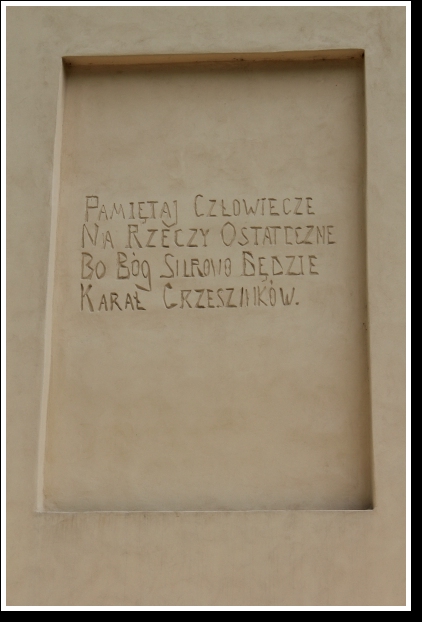 PAMIĘTAJ CZŁOWIECZE
NA RZECZY OSTATECZNE
BO BÓG SUROWO BĘDZIE
KARAŁ GRZESZNIKÓW.